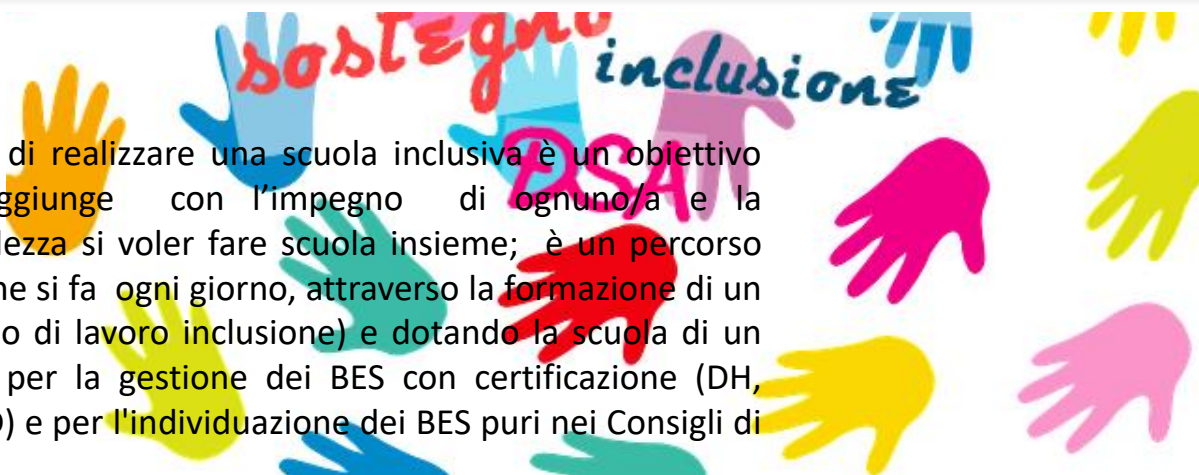 sostegno
inclusione
DSA
di realizzare una scuola inclusiva è un obiettivo
ggiunge con l’impegno di ognuno/a e la
lezza si voler fare scuola insieme; è un percorso
ne si fa ogni giorno, attraverso la formazione di un
o di lavoro inclusione) e dotando la scuola di un
per la gestione dei BES con certificazione (DH,
) e per l'individuazione dei BES puri nei Consigli di